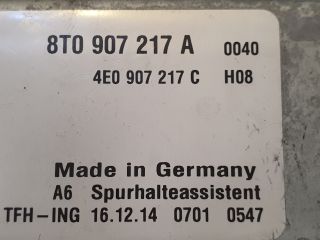 8T0 907 217 A 0040
4E0 907 217 C H08
Made in Germany
A6 Spurhalteassistent
TFH-ING 16.12.14 0701 0547